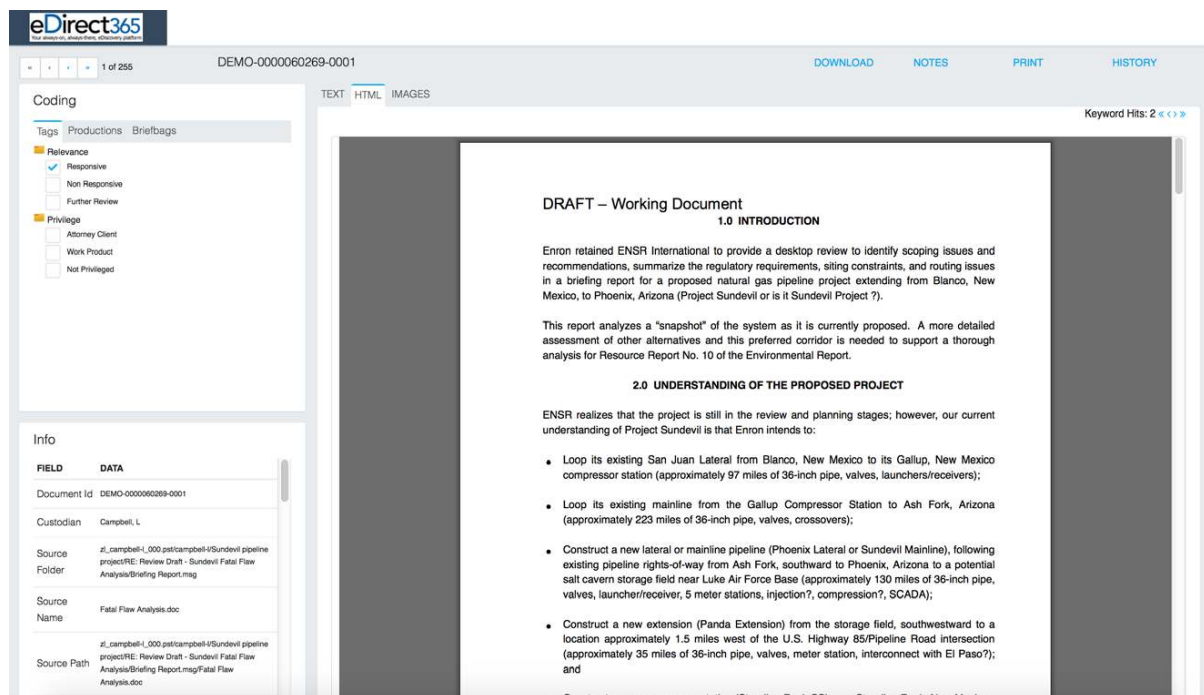 eDirect365
Your always-on, always-there, eDiscovery platform
« ‹ › » 1 of 255
DEMO-0000060269-0001
DOWNLOAD
NOTES
PRINT
HISTORY
Coding
Tags Productions Briefbags
Relevance
Responsive
Non Responsive
Further Review
Privilege
Attorney Client
Work Product
Not Privileged
Info
FIELD DATA
Document Id DEMO-0000060269-0001
Custodian Campbell, L
Source Folder
zl_campbell-l_000.pst/campbell-l/Sundevil pipeline
project/RE: Review Draft - Sundevil Fatal Flaw
Analysis/Briefing Report.msg
Source Name
Fatal Flaw Analysis.doc
Source Path
zl_campbell-l_000.pst/campbell-l/Sundevil pipeline
project/RE: Review Draft - Sundevil Fatal Flaw
Analysis/Briefing Report.msg/Fatal Flaw
Analysis.doc
TEXT HTML IMAGES
Keyword Hits: 2 « ‹ › »
DRAFT – Working Document
1.0 INTRODUCTION
Enron retained ENSR International to provide a desktop review to identify scoping issues and
recommendations, summarize the regulatory requirements, siting constraints, and routing issues
in a briefing report for a proposed natural gas pipeline project extending from Blanco, New
Mexico, to Phoenix, Arizona (Project Sundevil or is it Sundevil Project ?).
This report analyzes a “snapshot” of the system as it is currently proposed. A more detailed
assessment of other alternatives and this preferred corridor is needed to support a thorough
analysis for Resource Report No. 10 of the Environmental Report.
2.0 UNDERSTANDING OF THE PROPOSED PROJECT
ENSR realizes that the project is still in the review and planning stages; however, our current
understanding of Project Sundevil is that Enron intends to:
• Loop its existing San Juan Lateral from Blanco, New Mexico to its Gallup, New Mexico
compressor station (approximately 97 miles of 36-inch pipe, valves, launchers/receivers);
• Loop its existing mainline from the Gallup Compressor Station to Ash Fork, Arizona
(approximately 223 miles of 36-inch pipe, valves, crossovers);
• Construct a new lateral or mainline pipeline (Phoenix Lateral or Sundevil Mainline), following
existing pipeline rights-of-way from Ash Fork, southward to Phoenix, Arizona to a potential
salt cavern storage field near Luke Air Force Base (approximately 130 miles of 36-inch pipe,
valves, launcher/receiver, 5 meter stations, injection?, compression?, SCADA);
• Construct a new extension (Panda Extension) from the storage field, southwestward to a
location approximately 1.5 miles west of the U.S. Highway 85/Pipeline Road intersection
(approximately 35 miles of 36-inch pipe, valves, meter station, interconnect with El Paso?);
and